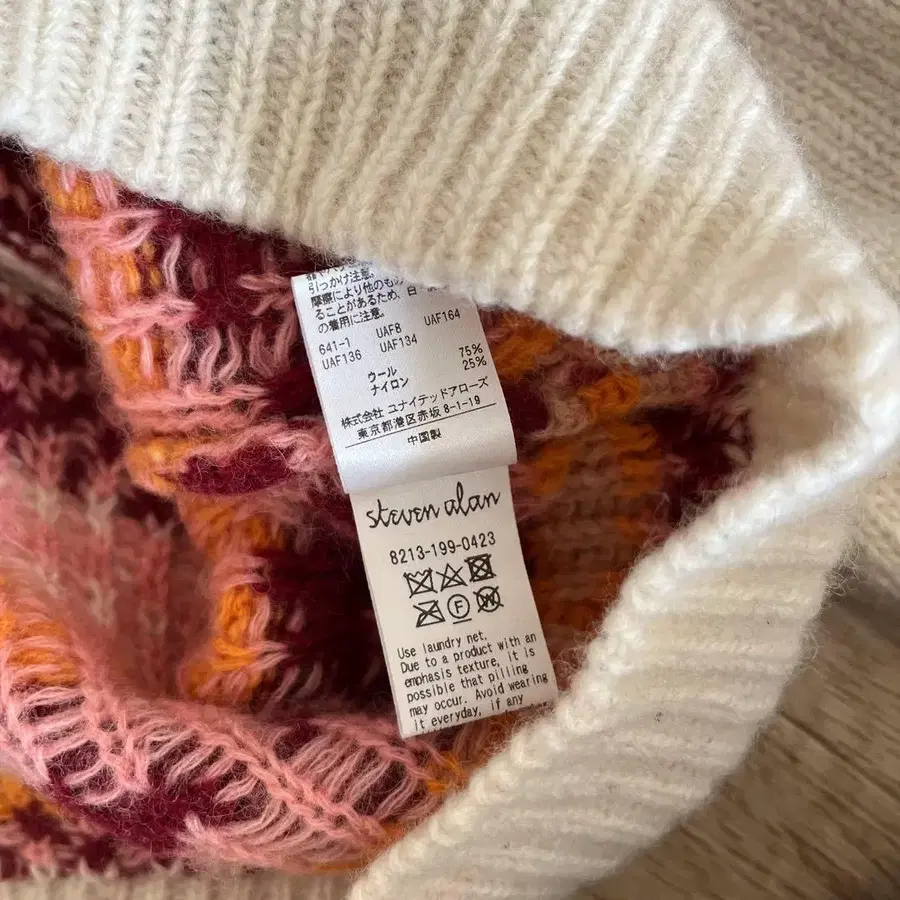 引っかけ注意。
摩擦により他のもの
ることがあるため、白
の着用に注意。
641-1 UAF8 UAF164
UAF136 UAF134
ウール 75%
ナイロン 25%
株式会社 ユナイテッドアローズ
東京都港区赤坂 8-1-19
中国製
steven alan
8213-199-0423
F W
Use laundry net.
Due to a product with an
emphasis texture, it is
possible that pilling
may occur. Avoid wearing
it everyday, if any